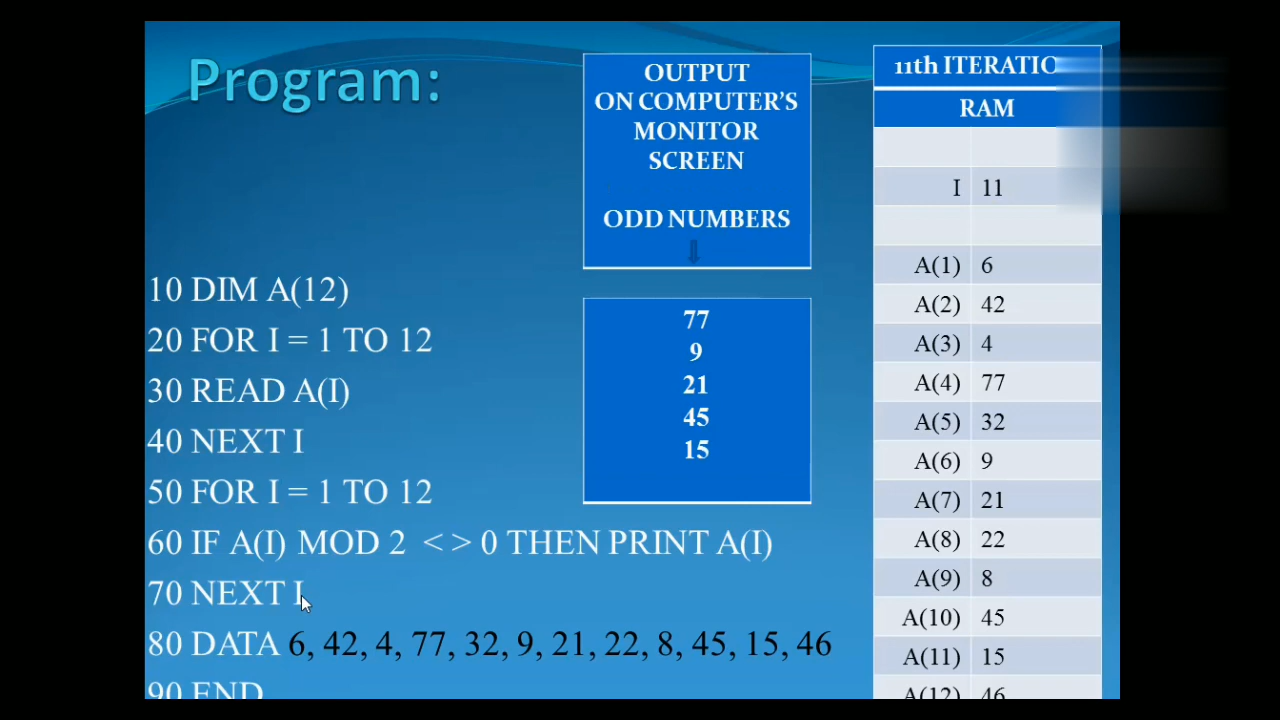 Program:
10 DIM A(12)
20 FOR I = 1 TO 12
30 READ A(I)
40 NEXT I
50 FOR I = 1 TO 12
60 IF A(I) MOD 2 < > 0 THEN PRINT A(I)
70 NEXT I
80 DATA 6, 42, 4, 77, 32, 9, 21, 22, 8, 45, 15, 46
90 END
OUTPUT
ON COMPUTER'S
MONITOR
SCREEN
ODD NUMBERS
77
9
21
45
15
11th ITERATIO
RAM
I 11
A(1) 6
A(2) 42
A(3) 4
A(4) 77
A(5) 32
A(6) 9
A(7) 21
A(8) 22
A(9) 8
A(10) 45
A(11) 15
A(12) 46